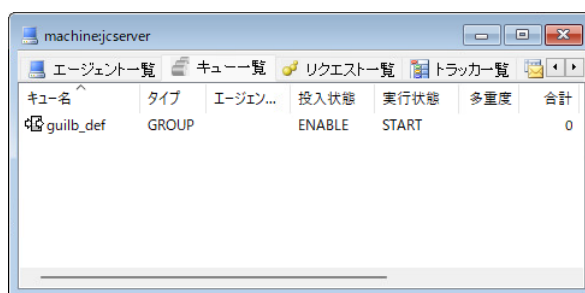 machine:jcserver
エージェント一覧 キュー一覧 リクエスト一覧 トラッカ一覧
キュー名 タイプ エージェン... 投入状態 実行状態 多重度 合計
guilb_def GROUP ENABLE START 0